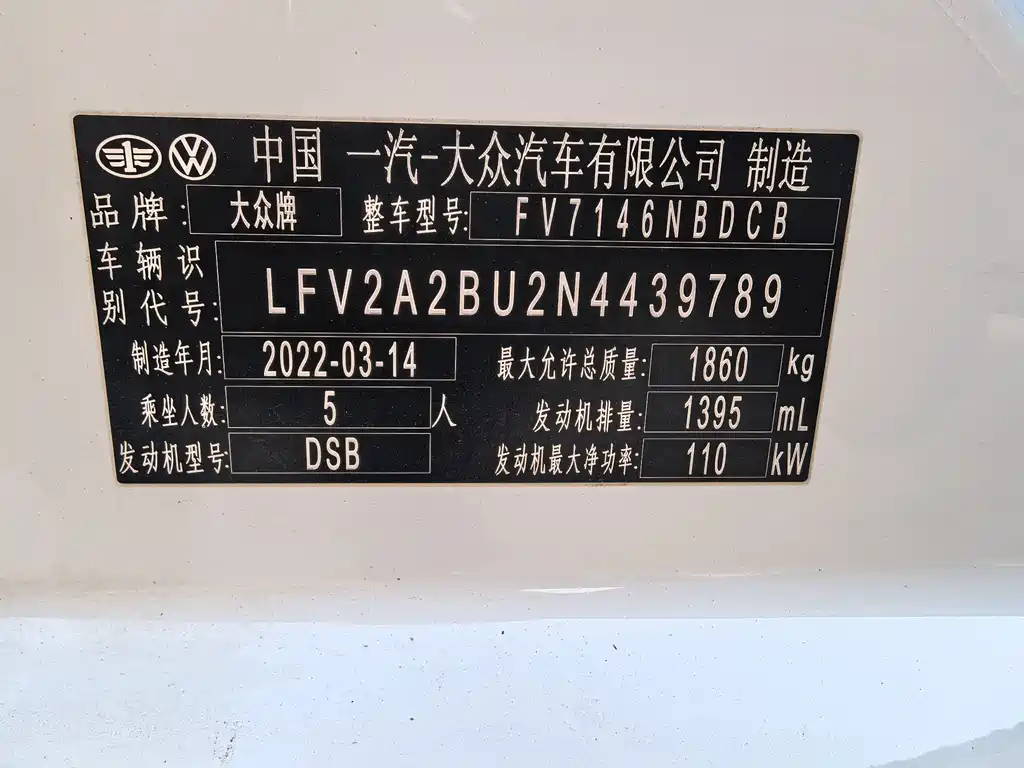 中国 一汽-大众汽车有限公司 制造
品牌: 大众牌 整车型号: FV7146NBDCB
车辆识别代号: LFV2A2BU2N4439789
制造年月: 2022-03-14 最大允许总质量: 1860 kg
乘坐人数: 5 人 发动机排量: 1395 mL
发动机型号: DSB 发动机最大净功率: 110 kW